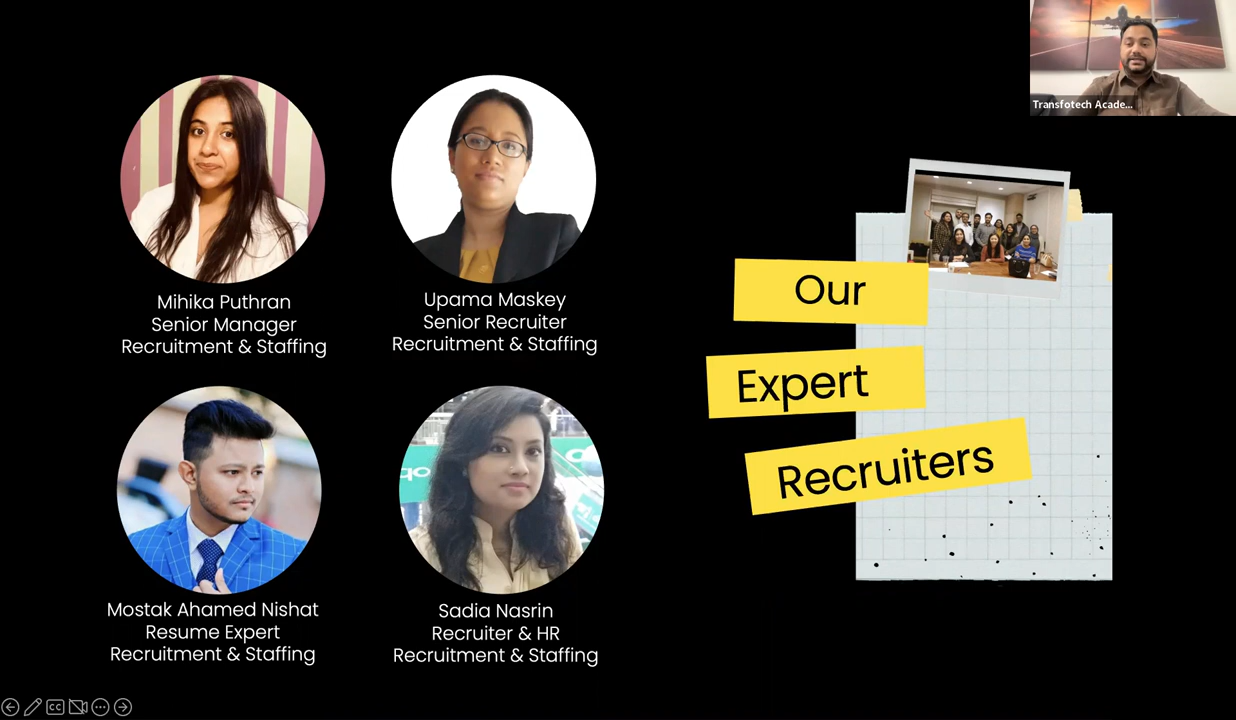 Transfotech Acade...
Mihika Puthran
Senior Manager
Recruitment & Staffing
Upama Maskey
Senior Recruiter
Recruitment & Staffing
Our
Expert
Recruiters
Mostak Ahamed Nishat
Resume Expert
Recruitment & Staffing
Sadia Nasrin
Recruiter & HR
Recruitment & Staffing
CC